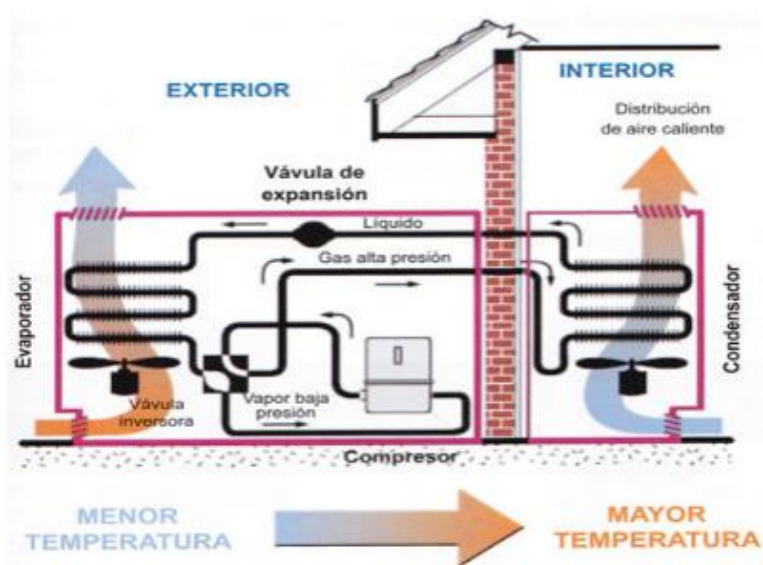 EXTERIOR
INTERIOR
Distribución
de aire caliente
Vávula de
expansión
Líquido
Gas alta presión
Evaporador
Condensador
Vávula
inversora
Vapor baja
presión
Compresor
MENOR
TEMPERATURA
MAYOR
TEMPERATURA